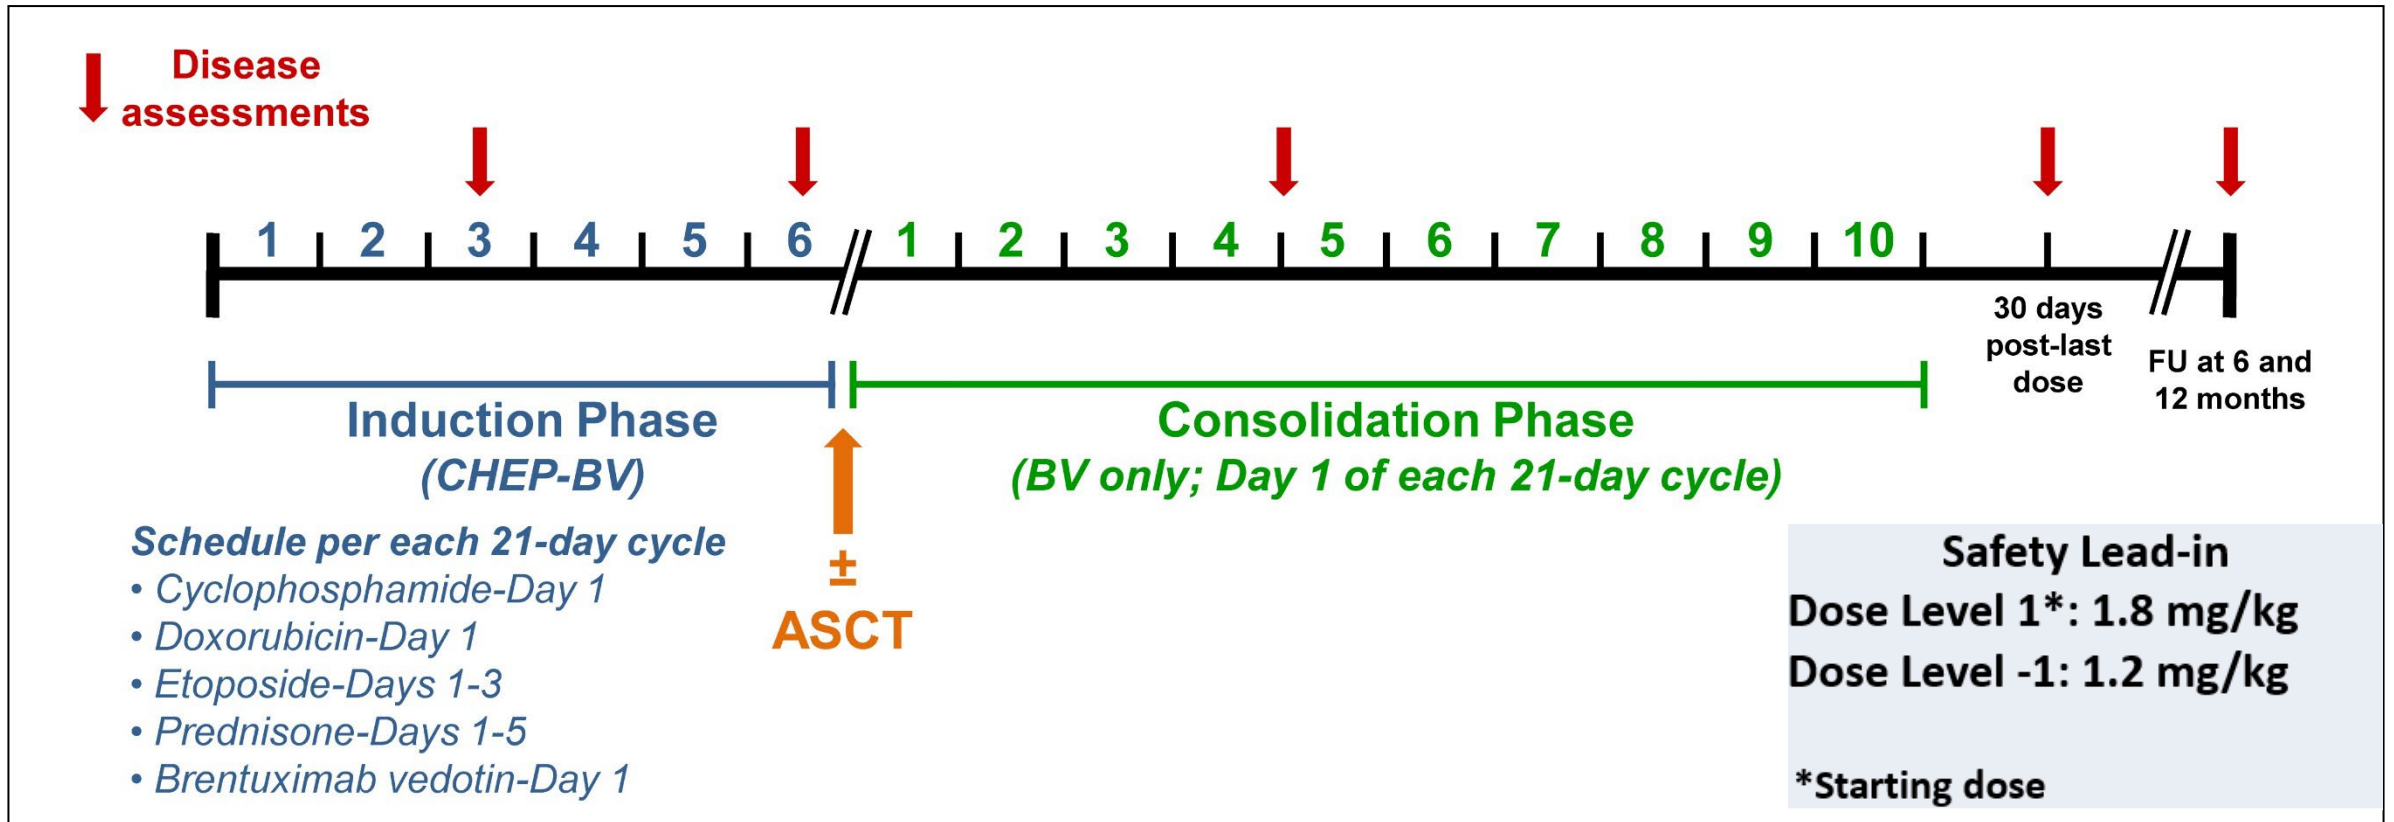 Disease
assessments
1 2 3 4 5 6 1 2 3 4 5 6 7 8 9 10
30 days
post-last
dose
FU at 6 and
12 months
Induction Phase
(CHEP-BV)
Consolidation Phase
(BV only; Day 1 of each 21-day cycle)
Schedule per each 21-day cycle
• Cyclophosphamide-Day 1
• Doxorubicin-Day 1
• Etoposide-Days 1-3
• Prednisone-Days 1-5
• Brentuximab vedotin-Day 1
±
ASCT
Safety Lead-in
Dose Level 1*: 1.8 mg/kg
Dose Level -1: 1.2 mg/kg
*Starting dose